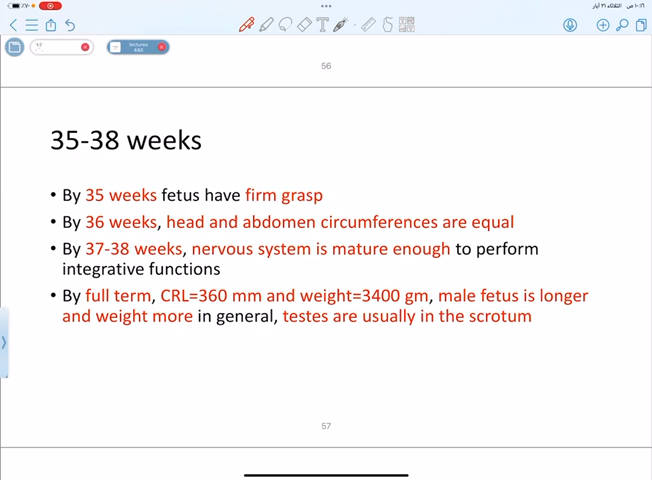 ١٠:١٦ ص الثلاثاء ٢١ أيار
lectures
4&5
56
35-38 weeks
• By 35 weeks fetus have firm grasp
• By 36 weeks, head and abdomen circumferences are equal
• By 37-38 weeks, nervous system is mature enough to perform
integrative functions
• By full term, CRL=360 mm and weight=3400 gm, male fetus is longer
and weight more in general, testes are usually in the scrotum
57